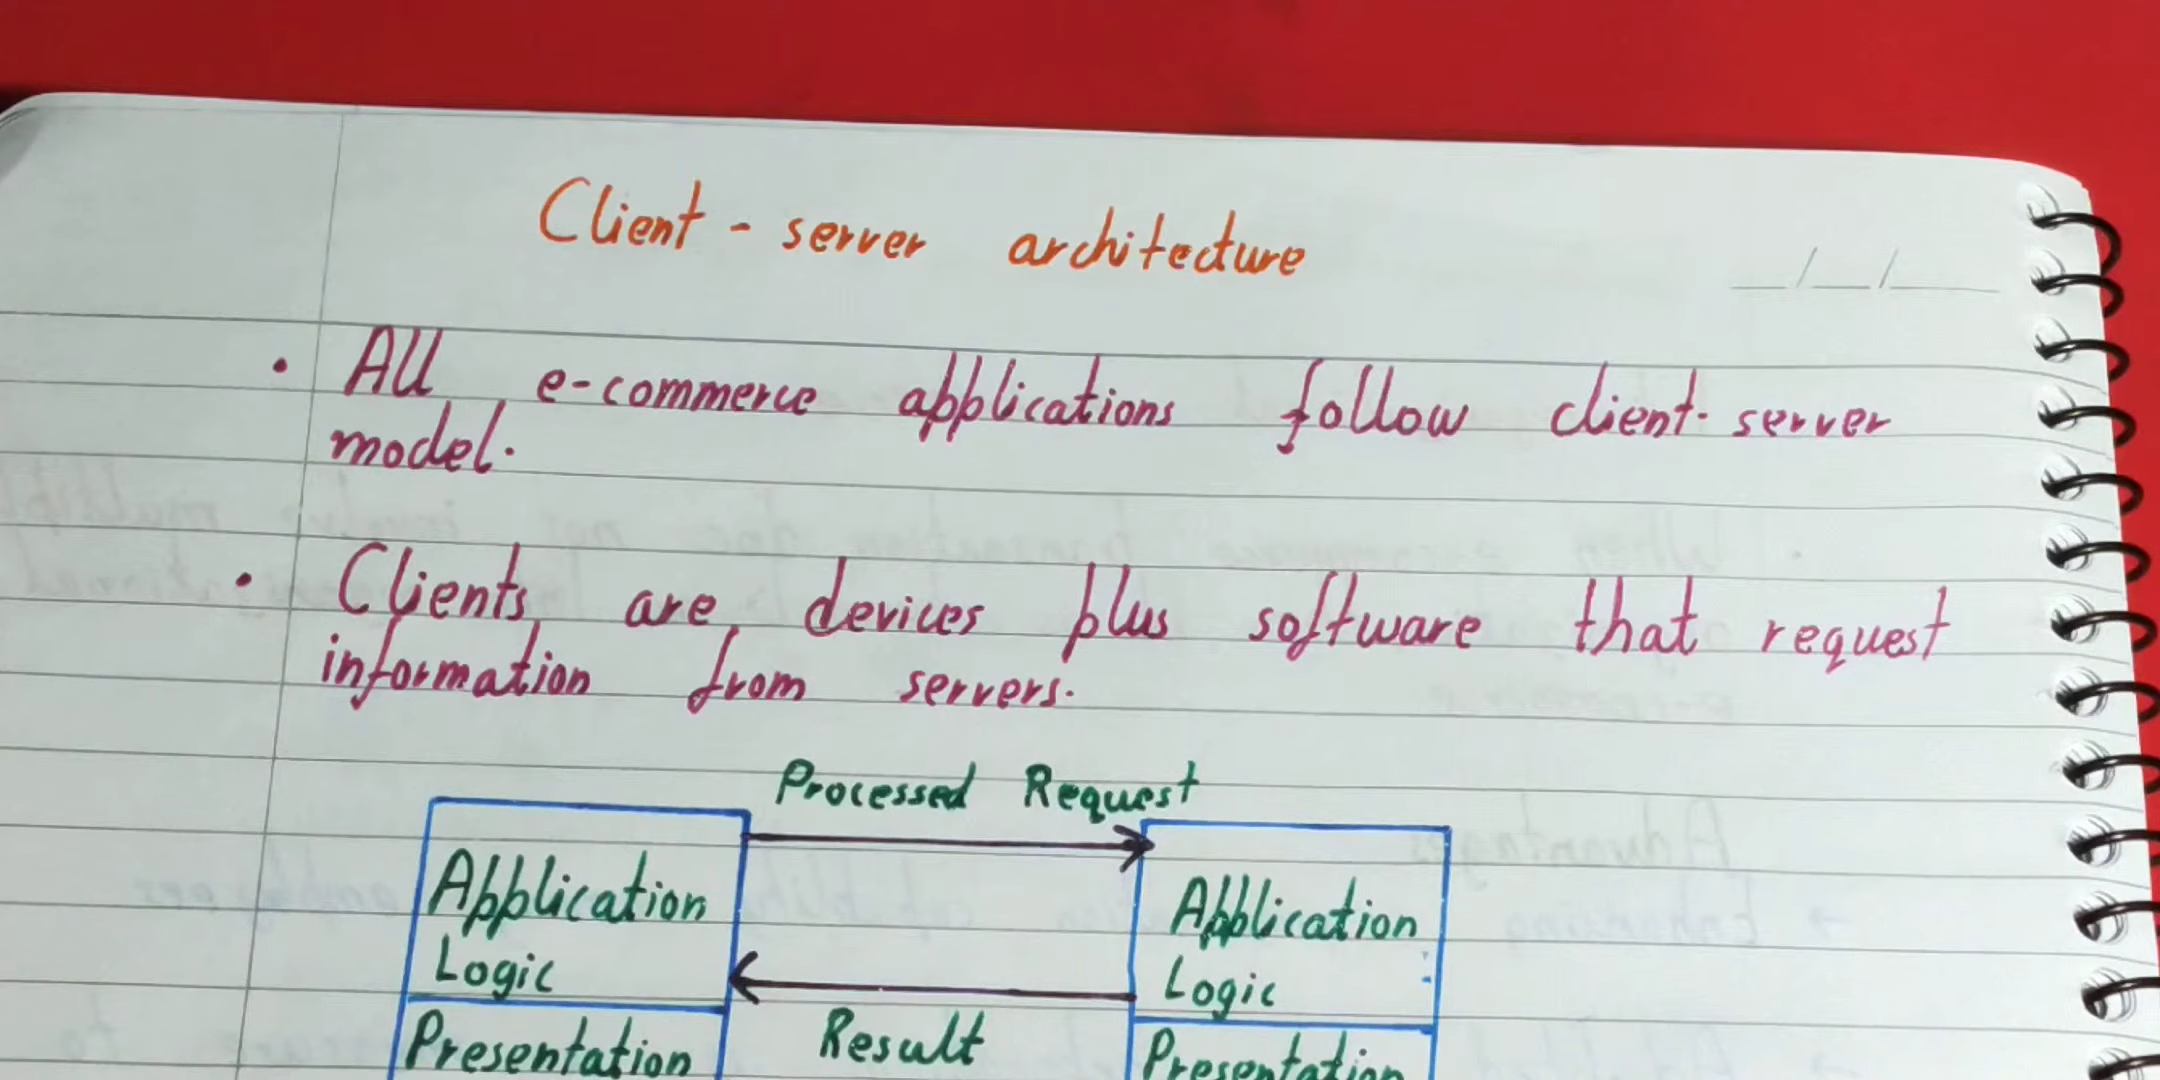 Client - server architecture
• All e-commerce applications follow client-server
model.
• Clients are devices plus software that request
information from servers.
Processed Request
Application
Logic
Application
Logic
Result
Presentation
Presentation